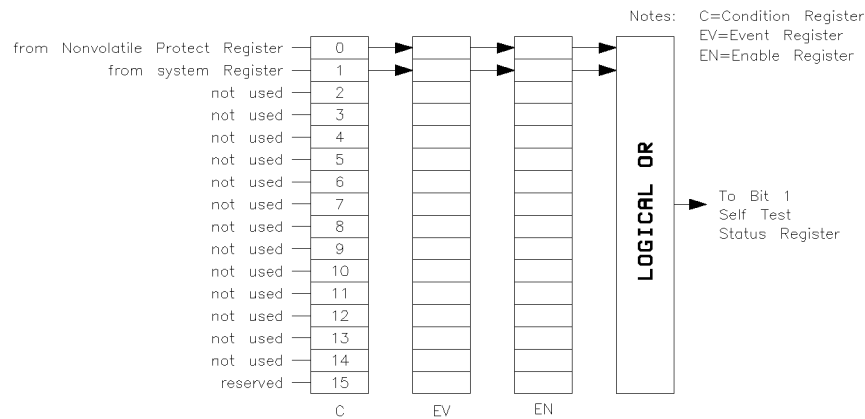 Notes: C=Condition Register
EV=Event Register
EN=Enable Register
from Nonvolatile Protect Register 0
from system Register 1
not used 2
not used 3
not used 4
not used 5
not used 6
not used 7
not used 8
not used 9
not used 10
not used 11
not used 12
not used 13
not used 14
reserved 15
C EV EN
LOGICAL OR
To Bit 1
Self Test
Status Register